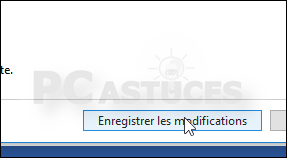 te.
PC ASTUCES
Enregistrer les modifications